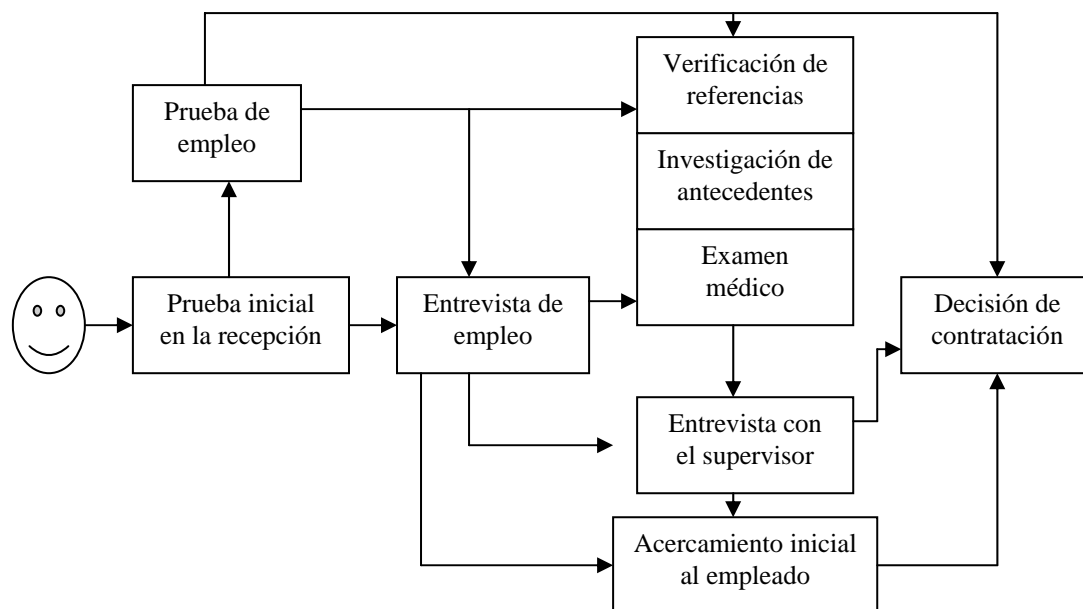 Verificación de
referencias
Prueba de
empleo
Investigación de
antecedentes
Examen
médico
Prueba inicial
en la recepción
Entrevista de
empleo
Decisión de
contratación
Entrevista con
el supervisor
Acercamiento inicial
al empleado